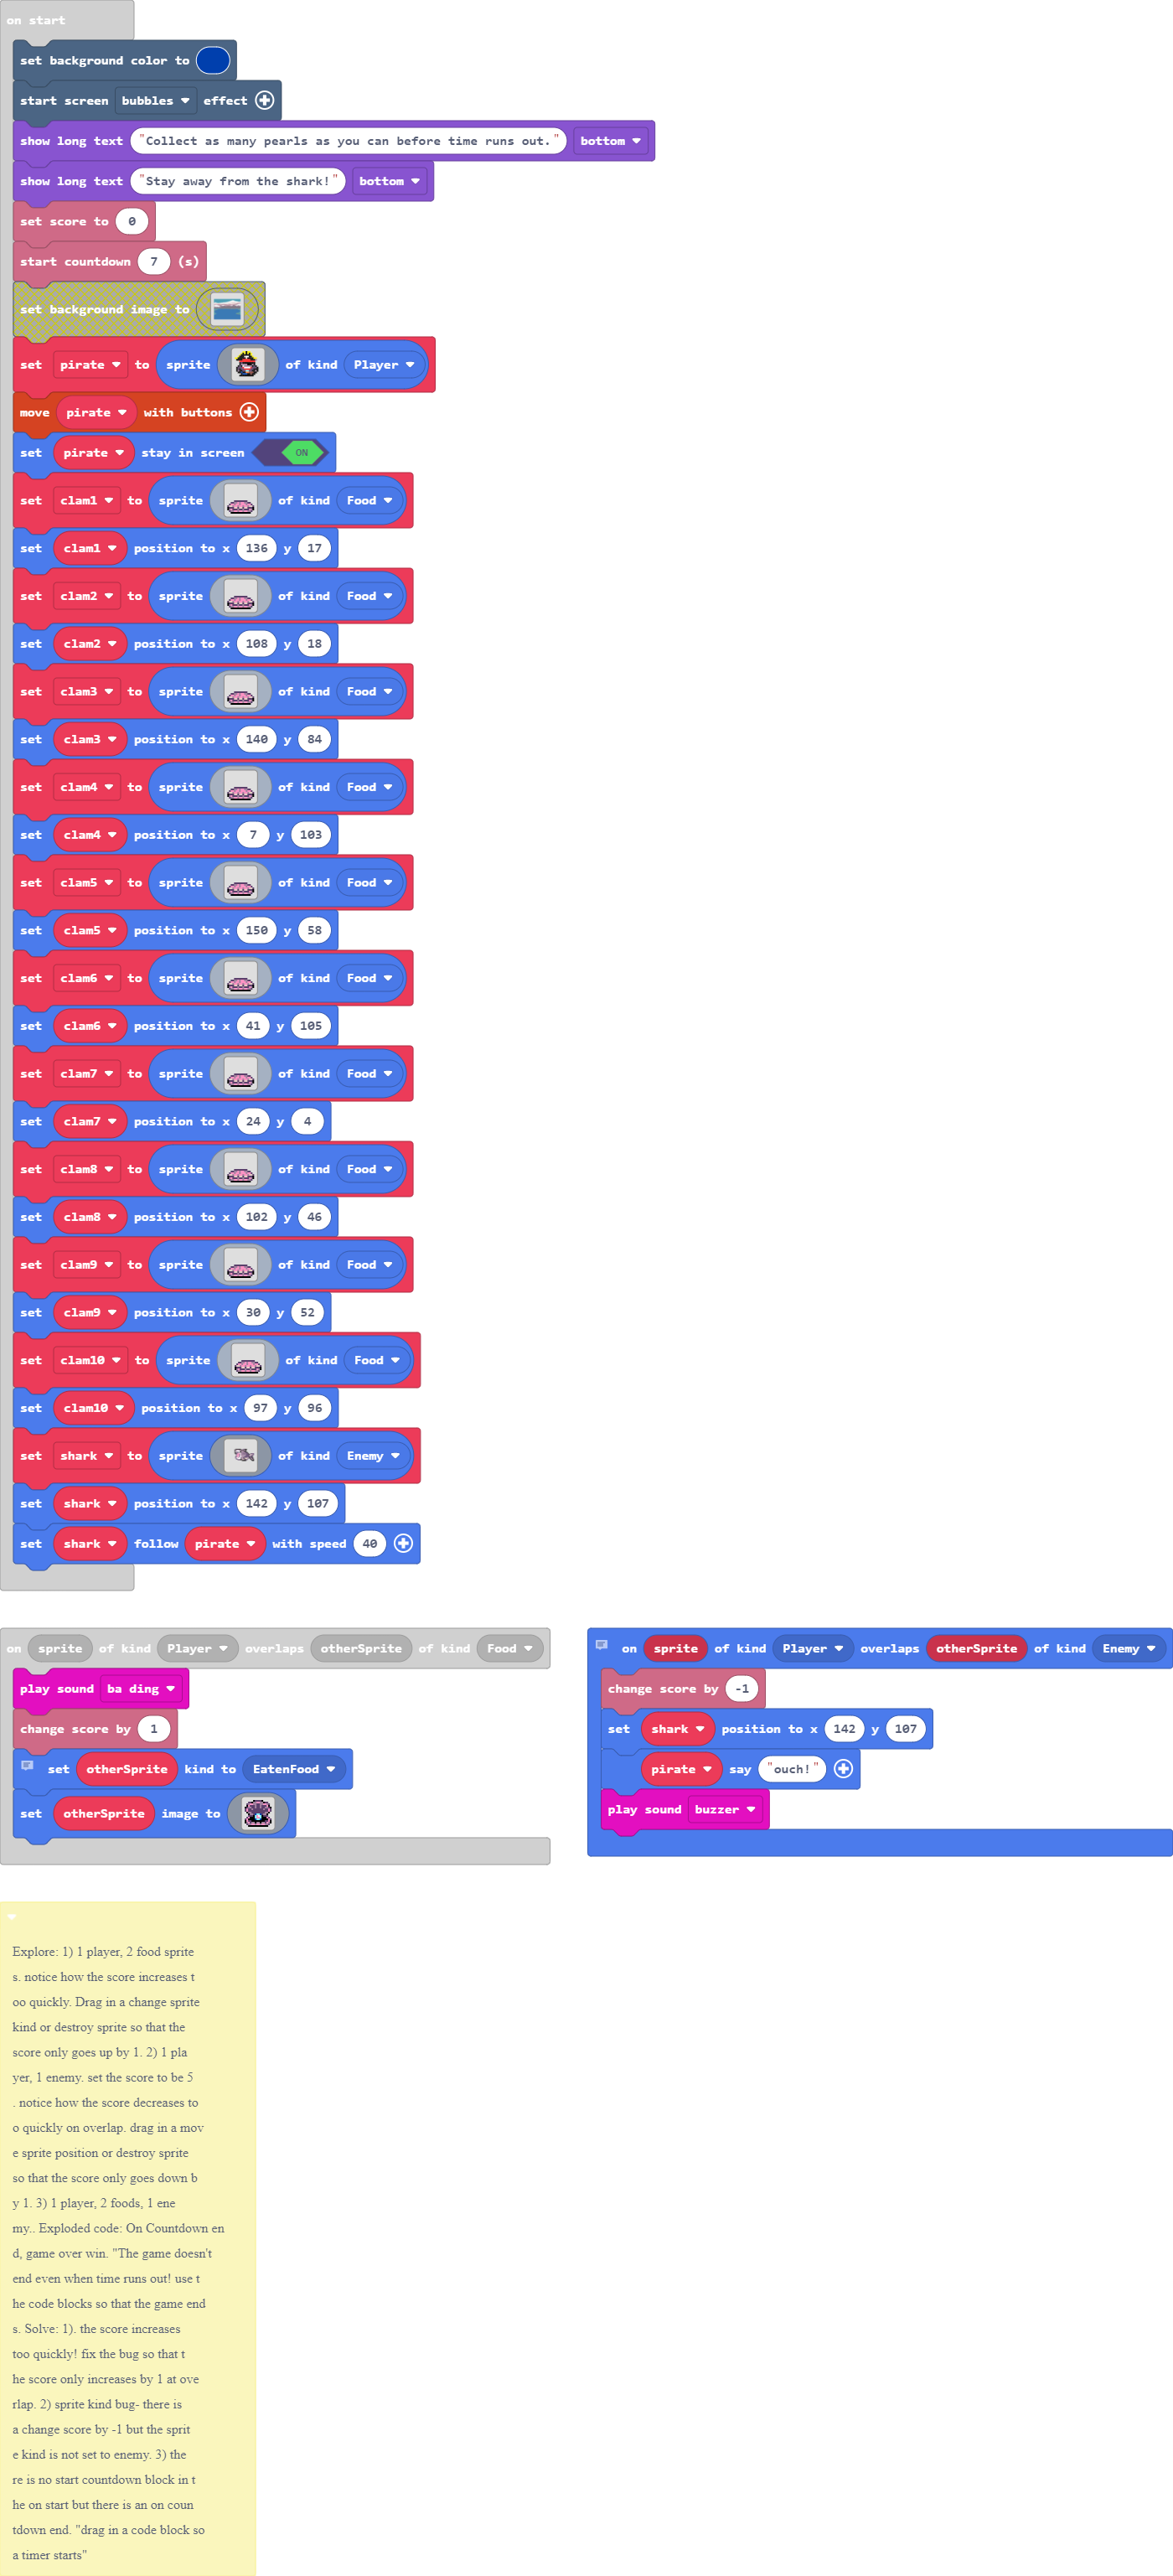 on start
set background color to
start screen bubbles effect
show long text "Collect as many pearls as you can before time runs out." bottom
show long text "Stay away from the shark!" bottom
set score to 0
start countdown 7 (s)
set background image to
set pirate to sprite of kind Player
move pirate with buttons
set pirate stay in screen ON
set clam1 to sprite of kind Food
set clam1 position to x 136 y 17
set clam2 to sprite of kind Food
set clam2 position to x 108 y 18
set clam3 to sprite of kind Food
set clam3 position to x 140 y 84
set clam4 to sprite of kind Food
set clam4 position to x 7 y 103
set clam5 to sprite of kind Food
set clam5 position to x 150 y 58
set clam6 to sprite of kind Food
set clam6 position to x 41 y 105
set clam7 to sprite of kind Food
set clam7 position to x 24 y 4
set clam8 to sprite of kind Food
set clam8 position to x 102 y 46
set clam9 to sprite of kind Food
set clam9 position to x 30 y 52
set clam10 to sprite of kind Food
set clam10 position to x 97 y 96
set shark to sprite of kind Enemy
set shark position to x 142 y 107
set shark follow pirate with speed 40
on sprite of kind Player overlaps otherSprite of kind Food
play sound ba ding
change score by 1
set otherSprite kind to EatenFood
set otherSprite image to
on sprite of kind Player overlaps otherSprite of kind Enemy
change score by -1
set shark position to x 142 y 107
pirate say "ouch!"
play sound buzzer
Explore: 1) 1 player, 2 food sprite
s. notice how the score increases t
oo quickly. Drag in a change sprite
kind or destroy sprite so that the
score only goes up by 1. 2) 1 pla
yer, 1 enemy. set the score to be 5
. notice how the score decreases to
o quickly on overlap. drag in a mov
e sprite position or destroy sprite
so that the score only goes down b
y 1. 3) 1 player, 2 foods, 1 ene
my.. Exploded code: On Countdown en
d, game over win. "The game doesn't
end even when time runs out! use t
he code blocks so that the game end
s. Solve: 1). the score increases
too quickly! fix the bug so that t
he score only increases by 1 at ove
rlap. 2) sprite kind bug- there is
a change score by -1 but the sprit
e kind is not set to enemy. 3) the
re is no start countdown block in t
he on start but there is an on coun
tdown end. "drag in a code block so
a timer starts"